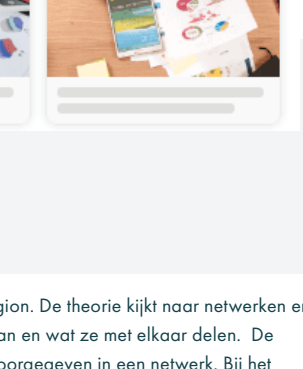 gion. De theorie kijkt naar netwerken en
an en wat ze met elkaar delen. De
oorgegeven in een netwerk. Bij het